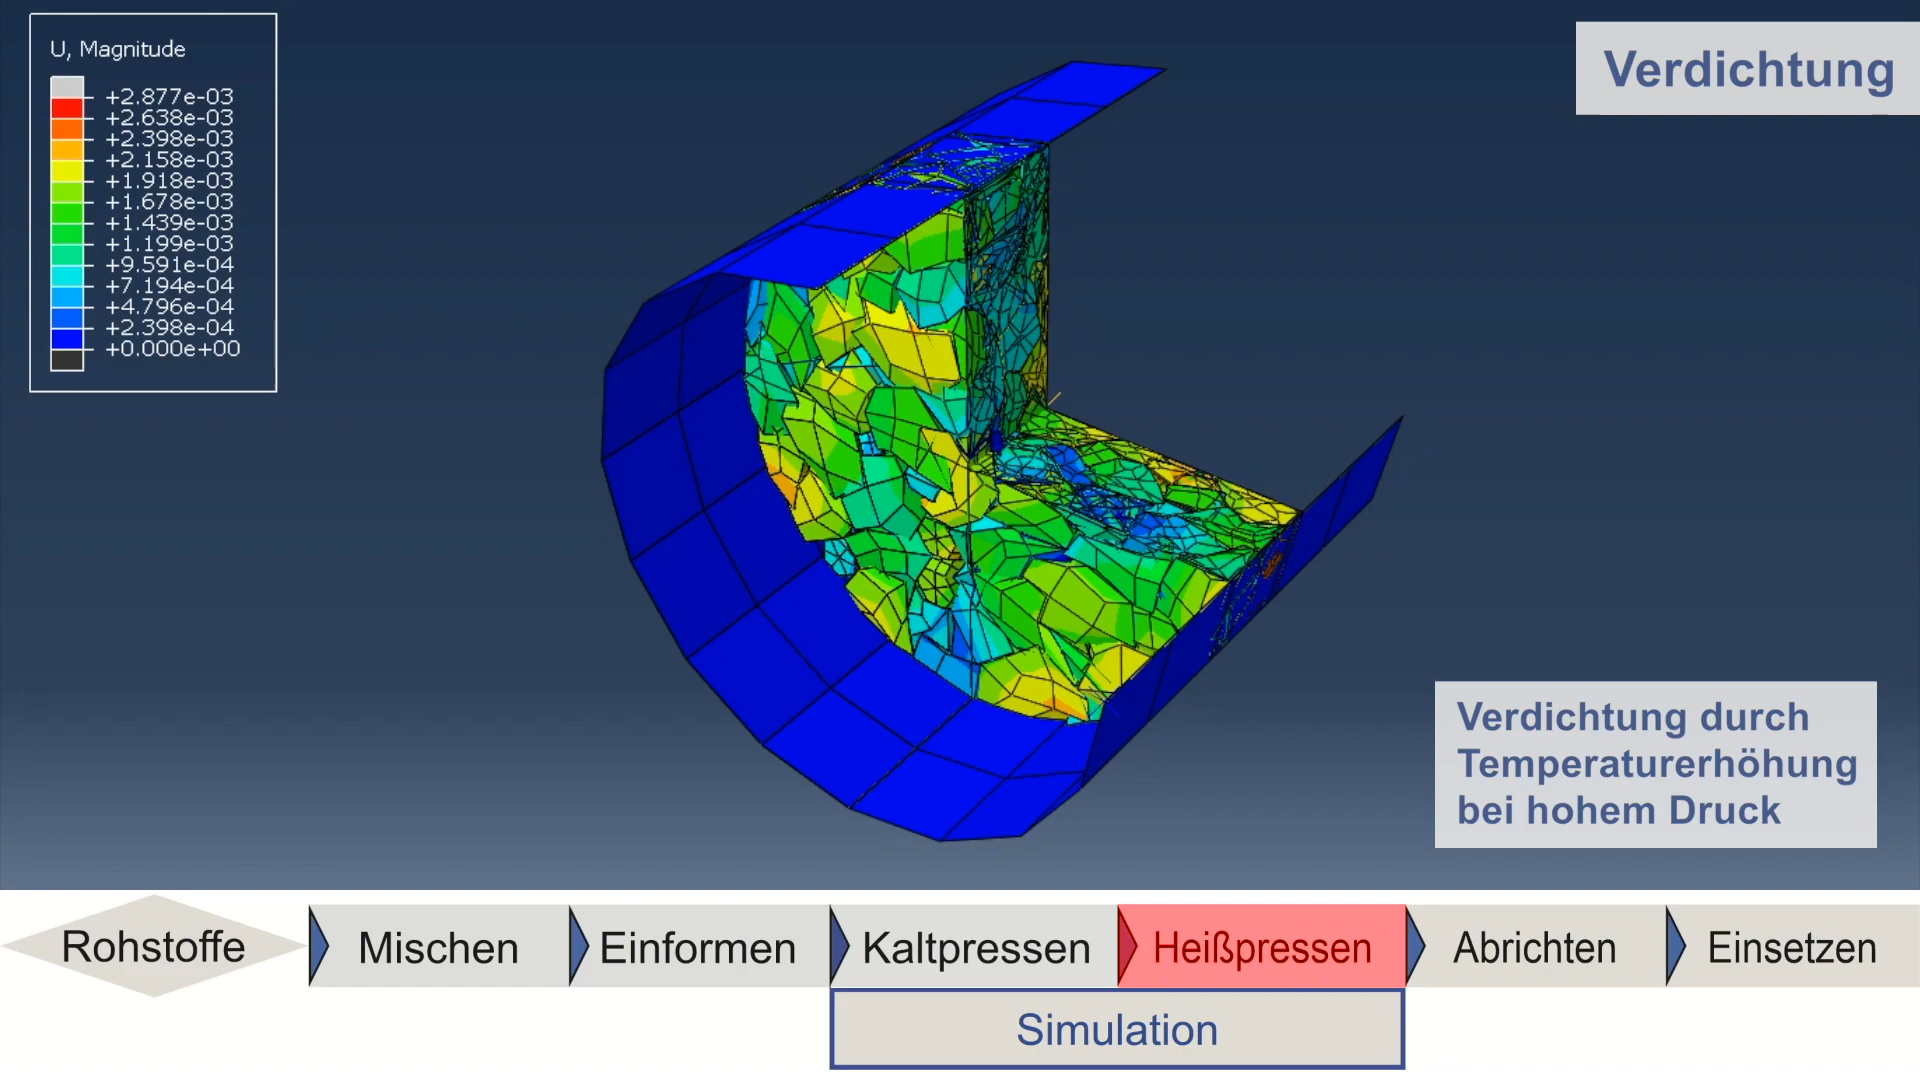 U, Magnitude
+2.877e-03
+2.638e-03
+2.398e-03
+2.158e-03
+1.918e-03
+1.678e-03
+1.439e-03
+1.199e-03
+9.591e-04
+7.194e-04
+4.796e-04
+2.398e-04
+0.000e+00
Verdichtung
Verdichtung durch
Temperaturerhöhung
bei hohem Druck
Rohstoffe
Mischen
Einformen
Kaltpressen
Heißpressen
Abrichten
Einsetzen
Simulation